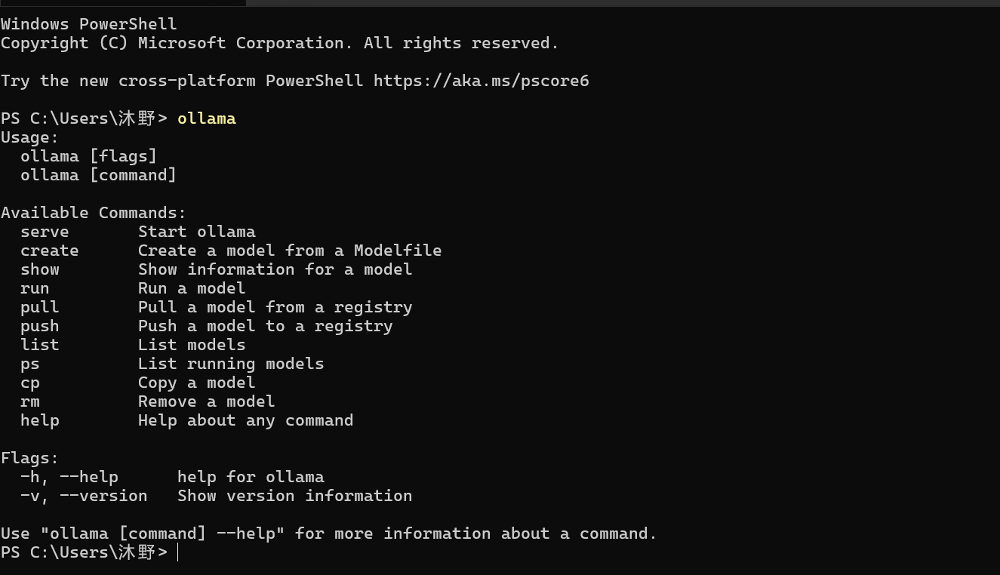 Windows PowerShell
Copyright (C) Microsoft Corporation. All rights reserved.
Try the new cross-platform PowerShell https://aka.ms/pscore6
PS C:\Users\沐野> ollama
Usage:
  ollama [flags]
  ollama [command]
Available Commands:
  serve       Start ollama
  create      Create a model from a Modelfile
  show        Show information for a model
  run         Run a model
  pull        Pull a model from a registry
  push        Push a model to a registry
  list        List models
  ps          List running models
  cp          Copy a model
  rm          Remove a model
  help        Help about any command
Flags:
  -h, --help      help for ollama
  -v, --version   Show version information
Use "ollama [command] --help" for more information about a command.
PS C:\Users\沐野>